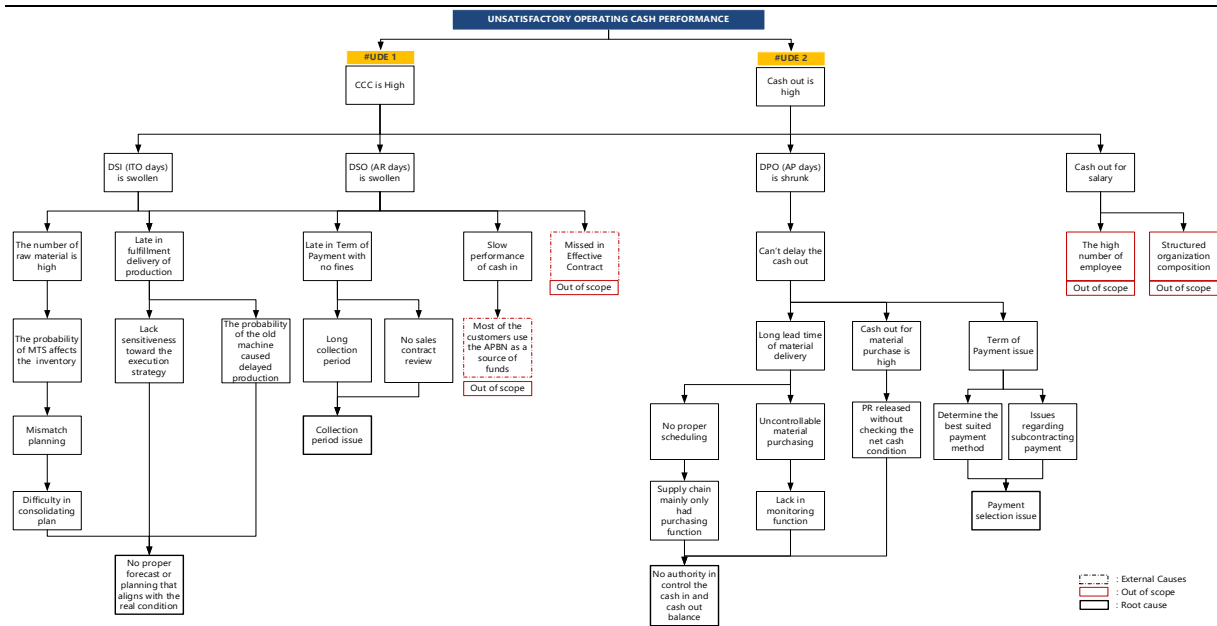 UNSATISFACTORY OPERATING CASH PERFORMANCE
#UDE 1
CCC is High
#UDE 2
Cash out is
high
DSI (ITO days)
is swollen
DSO (AR days)
is swollen
DPO (AP days)
is shrunk
Cash out for
salary
The number of
raw material is
high
Late in
fulfillment
delivery of
production
Late in Term of
Payment with
no fines
Slow
performance
of cash in
Missed in
Effective
Contract
Out of scope
Can't delay the
cash out
The high
number of
employee
Out of scope
Structured
organization
composition
Out of scope
The probability
of MTS affects
the inventory
Lack
sensitiveness
toward the
execution
strategy
The probability
of the old
machine
caused
delayed
production
Long
collection
period
No sales
contract
review
Most of the
customers use
the APBN as a
source of
funds
Out of scope
Long lead time
of material
delivery
Cash out for
material
purchase is
high
Term of
Payment issue
Mismatch
planning
Collection
period issue
No proper
scheduling
Uncontrollable
material
purchasing
PR released
without
checking the
net cash
condition
Determine the
best suited
payment
method
Issues
regarding
subcontracting
payment
Difficulty in
consolidating
plan
Supply chain
mainly only
had
purchasing
function
Lack in
monitoring
function
Payment
selection issue
No proper
forecast or
planning that
aligns with the
real condition
No authority in
control the
cash in and
cash out
balance
: External Causes
: Out of scope
: Root cause